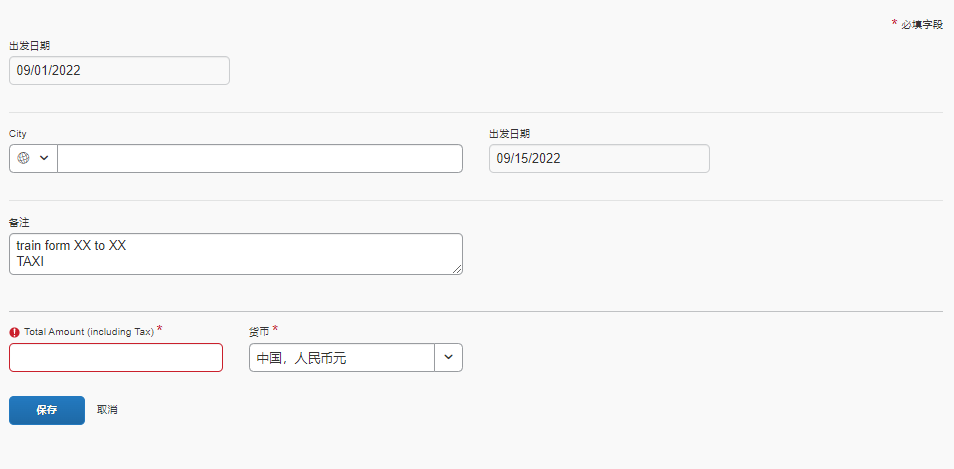 * 必填字段
出发日期
09/01/2022
City
出发日期
09/15/2022
备注
train form XX to XX
TAXI
Total Amount (including Tax) *
货币 *
中国，人民币元
保存
取消